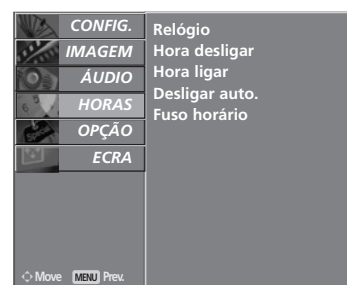 CONFIG.
IMAGEM
ÁUDIO
HORAS
OPÇÃO
ECRA
Relógio
Hora desligar
Hora ligar
Desligar auto.
Fuso horário
Move MENU Prev.